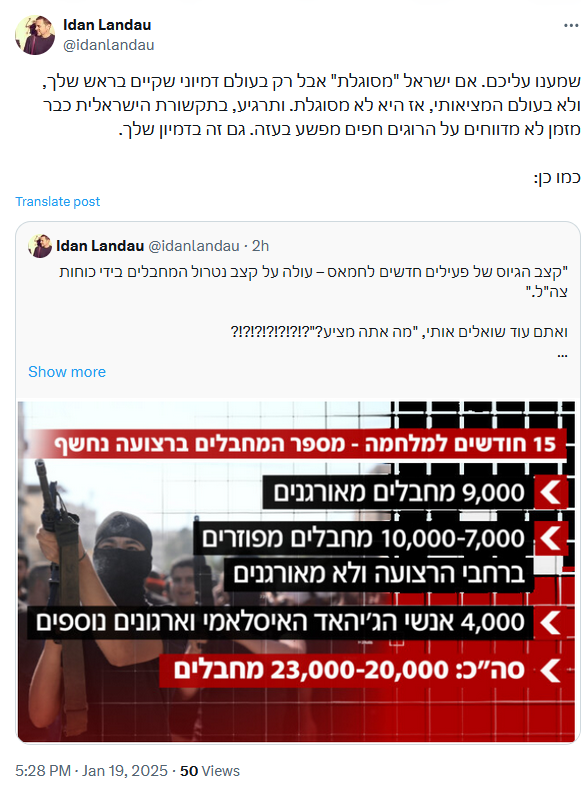 Idan Landau
@idanlandau
שמענו עליכם. אם ישראל "מסוגלת" אבל רק בעולם דמיוני שקיים בראש שלך,
ולא בעולם המציאותי, אז היא לא מסוגלת. ותרגיע, בתקשורת הישראלית כבר
מזמן לא מדווחים על הרוגים חפים מפשע בעזה. גם זה בדמיון שלך.
כמו כן:
Translate post
Idan Landau @idanlandau · 2h
"קצב הגיוס של פעילים חדשים לחמאס – עולה על קצב נטרול המחבלים בידי כוחות
צה"ל."
ואתם עוד שואלים אותי, "מה אתה מציע?"?!?!?!?!?!?!?
...
Show more
15 חודשים למלחמה - מספר המחבלים ברצועה נחשף
9,000 מחבלים מאורגנים
10,000-7,000 מחבלים מפוזרים
ברחבי הרצועה ולא מאורגנים
4,000 אנשי הג'יהאד האיסלאמי וארגונים נוספים
סה"כ: 23,000-20,000 מחבלים
5:28 PM · Jan 19, 2025 · 50 Views